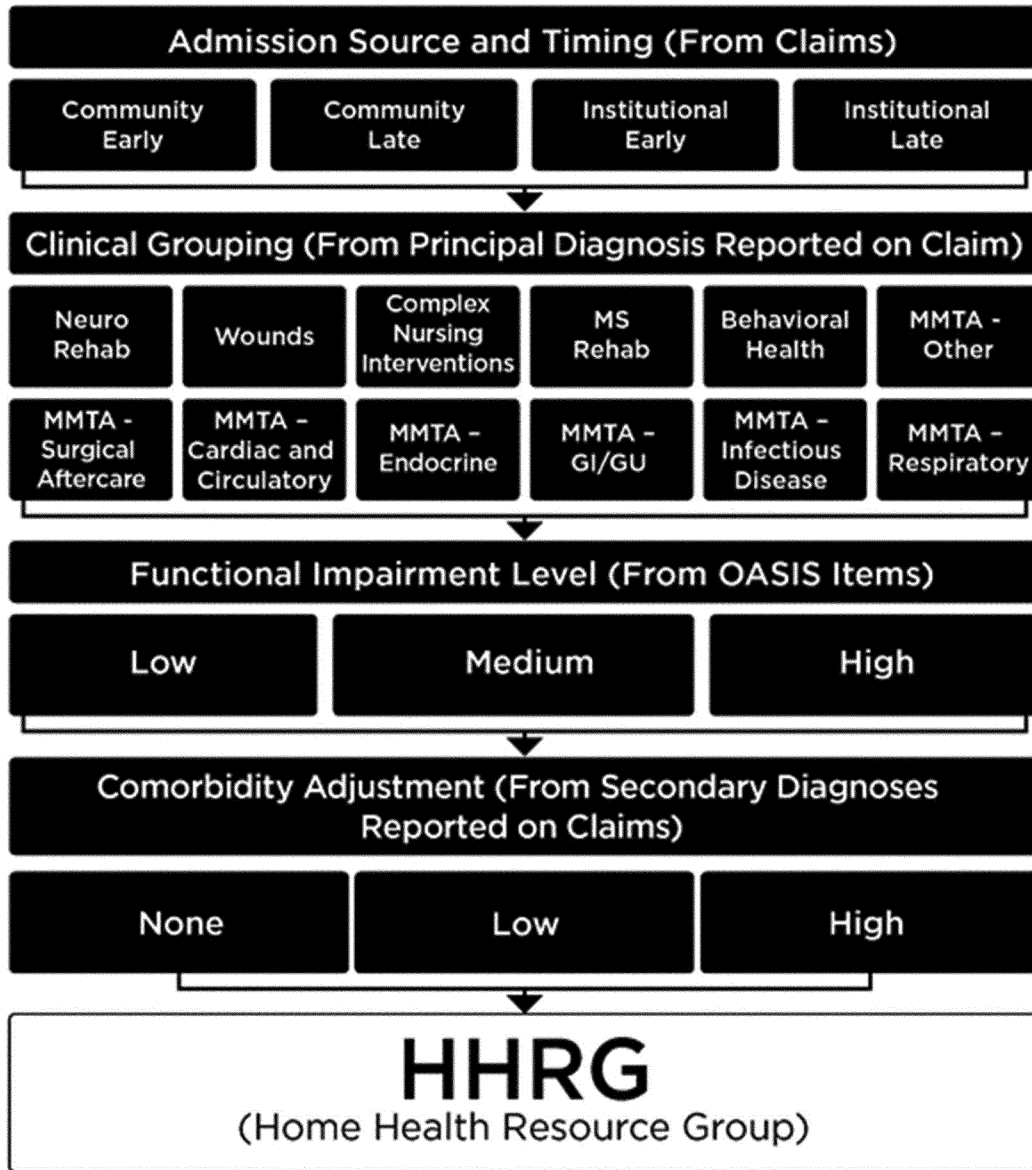 Admission Source and Timing (From Claims)
Community
Early
Community
Late
Institutional
Early
Institutional
Late
Clinical Grouping (From Principal Diagnosis Reported on Claim)
Neuro
Rehab
Wounds
Complex
Nursing
Interventions
MS
Rehab
Behavioral
Health
MMTA -
Other
MMTA -
Surgical
Aftercare
MMTA –
Cardiac and
Circulatory
MMTA –
Endocrine
MMTA –
GI/GU
MMTA –
Infectious
Disease
MMTA –
Respiratory
Functional Impairment Level (From OASIS Items)
Low
Medium
High
Comorbidity Adjustment (From Secondary Diagnoses
Reported on Claims)
None
Low
High
HHRG
(Home Health Resource Group)